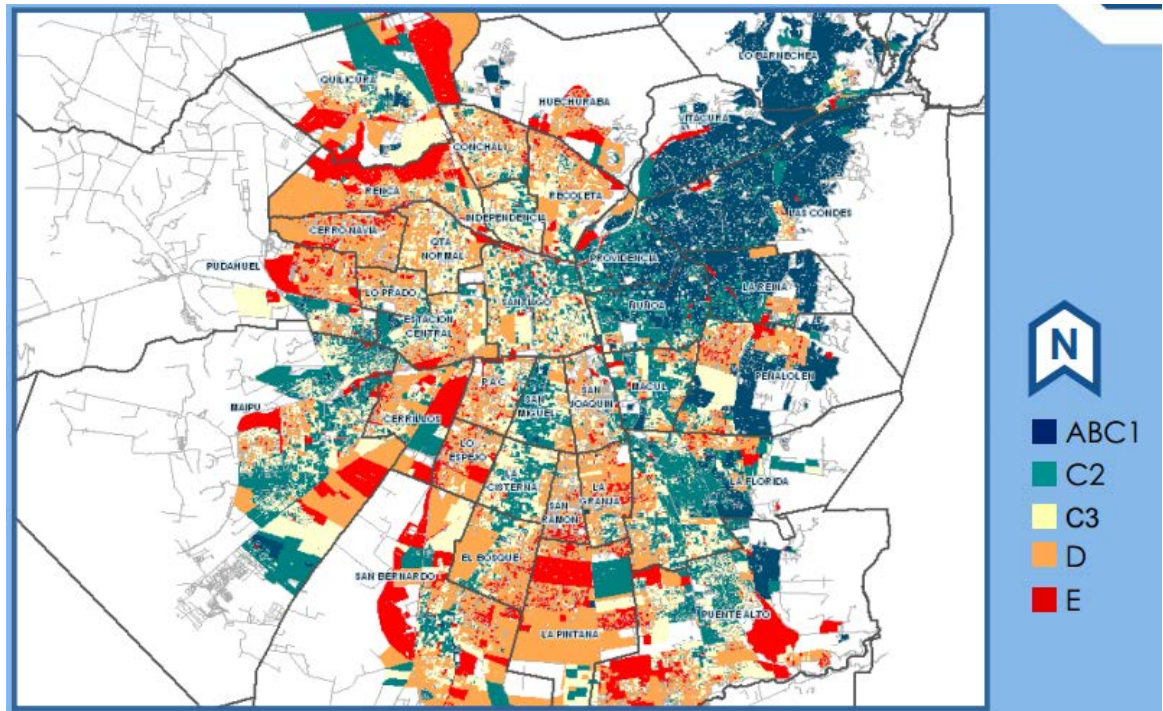 LO BARNECHEA
QUILICURA
HUECHURABA
VITACURA
CONCHALI
RENCA
RECOLETA
INDEPENDENCIA
LAS CONDES
CERRO NAVIA
QTA
NORMAL
PROVIDENCIA
PUDAHUEL
LO PRADO
LA REINA
SANTIAGO
ÑUÑOA
ESTACION
CENTRAL
PEÑALOLEN
P.A.C
SAN
MIGUEL
SAN
JOAQUIN
MACUL
MAIPU
CERRILLOS
LO
ESPEJO
LA
CISTERNA
LA
GRANJA
LA FLORIDA
SAN
RAMON
EL BOSQUE
SAN BERNARDO
PUENTE ALTO
LA PINTANA
N
ABC1
C2
C3
D
E